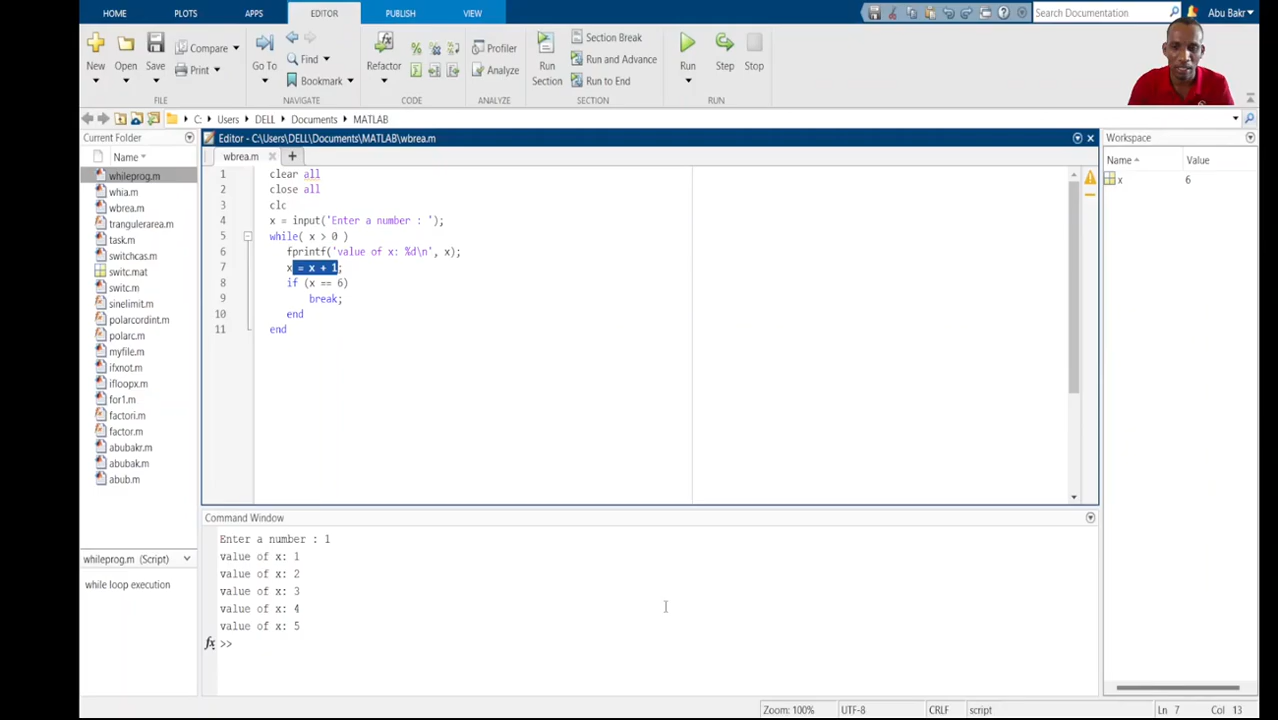 HOME PLOTS APPS EDITOR PUBLISH VIEW Search Documentation Abu Bakr
New Open Save Compare Print Go To Find Bookmark Refactor Profiler Analyze Run Section Section Break Run and Advance Run to End Run Step Stop
FILE NAVIGATE CODE ANALYZE SECTION RUN
C: Users DELL Documents MATLAB
Current Folder
Name
whileprog.m
whia.m
wbrea.m
trangulerarea.m
task.m
switchcas.m
switc.mat
switc.m
sinelimit.m
polarcordint.m
polarc.m
myfile.m
ifxnot.m
ifloopx.m
for1.m
factori.m
factor.m
abubakr.m
abubak.m
abub.m
whileprog.m (Script)
while loop execution
Editor - C:\Users\DELL\Documents\MATLAB\wbrea.m
wbrea.m
1 clear all
2 close all
3 clc
4 x = input('Enter a number : ');
5 while( x > 0 )
6 fprintf('value of x: %d\n', x);
7 x = x + 1;
8 if (x == 6)
9 break;
10 end
11 end
Command Window
Enter a number : 1
value of x: 1
value of x: 2
value of x: 3
value of x: 4
value of x: 5
fx >>
Workspace
Name Value
x 6
Zoom: 100% UTF-8 CRLF script Ln 7 Col 13